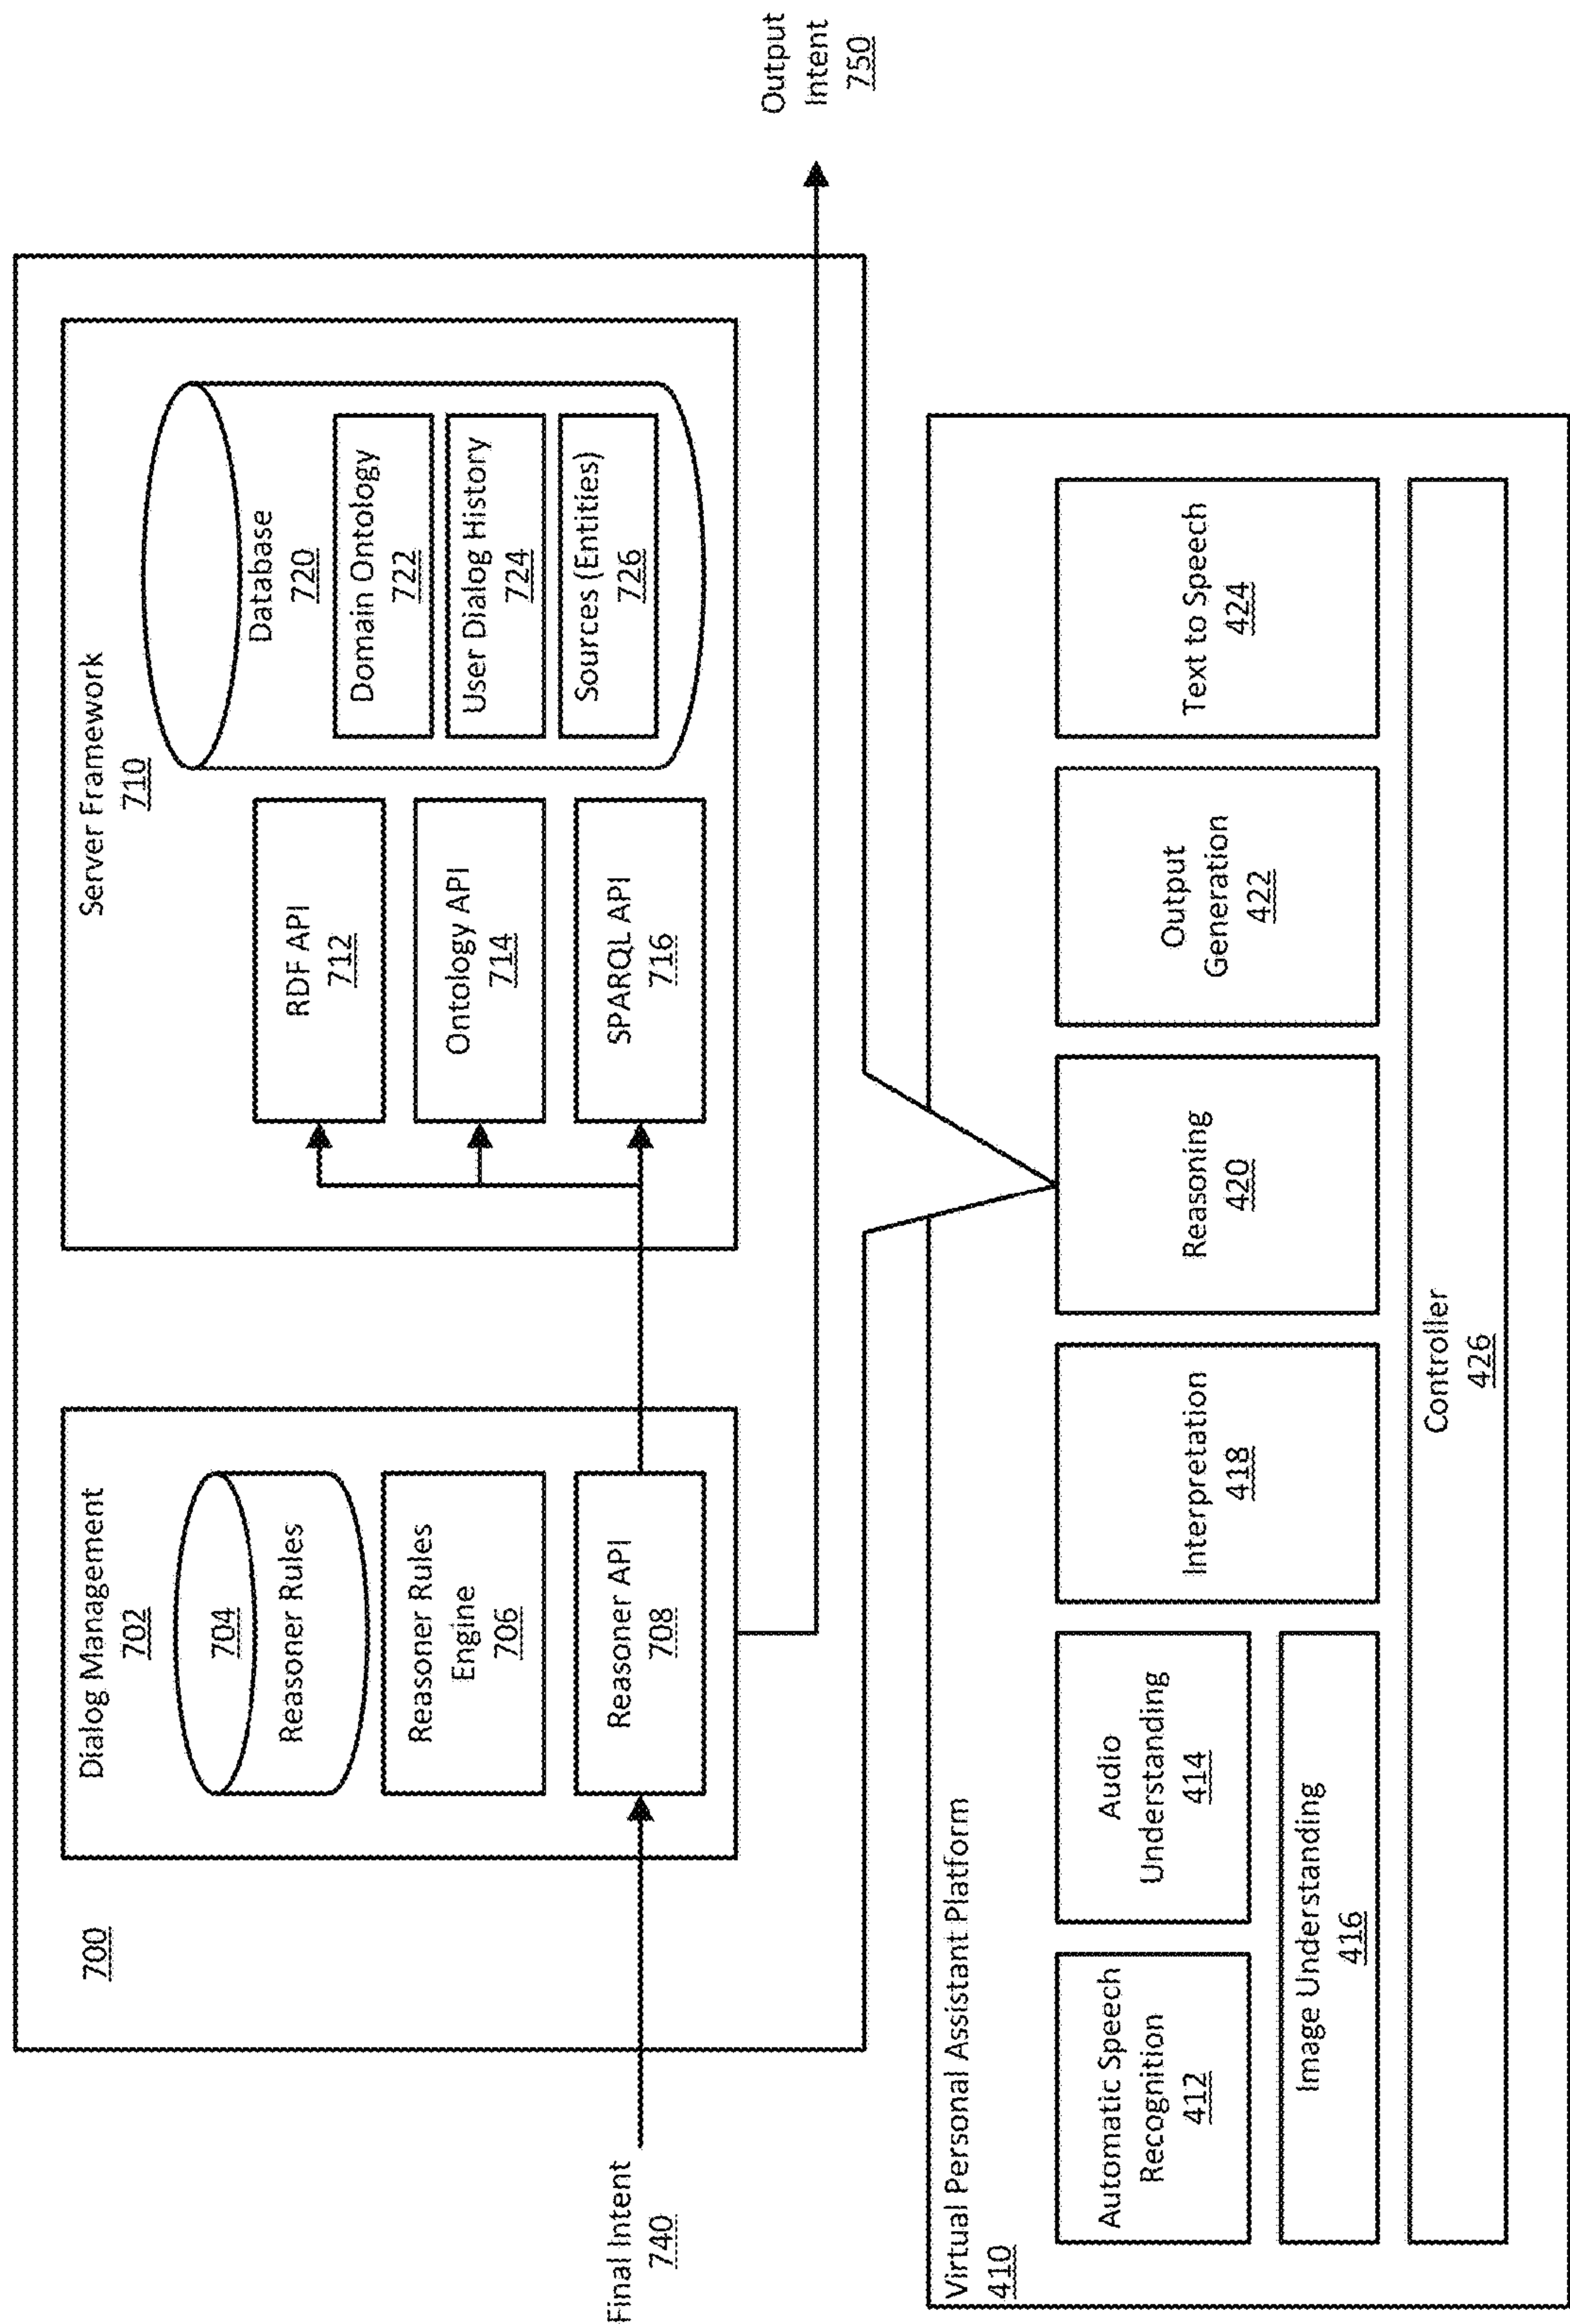 700
Dialog Management
702
704
Reasoner Rules
Reasoner Rules
Engine
706
Reasoner API
708
Server Framework
710
RDF API
712
Ontology API
714
SPARQL API
716
Database
720
Domain Ontology
722
User Dialog History
724
Sources (Entities)
726
Final Intent
740
Output
Intent
750
Virtual Personal Assistant Platform
410
Automatic Speech
Recognition
412
Audio
Understanding
414
Image Understanding
416
Interpretation
418
Reasoning
420
Output
Generation
422
Text to Speech
424
Controller
426